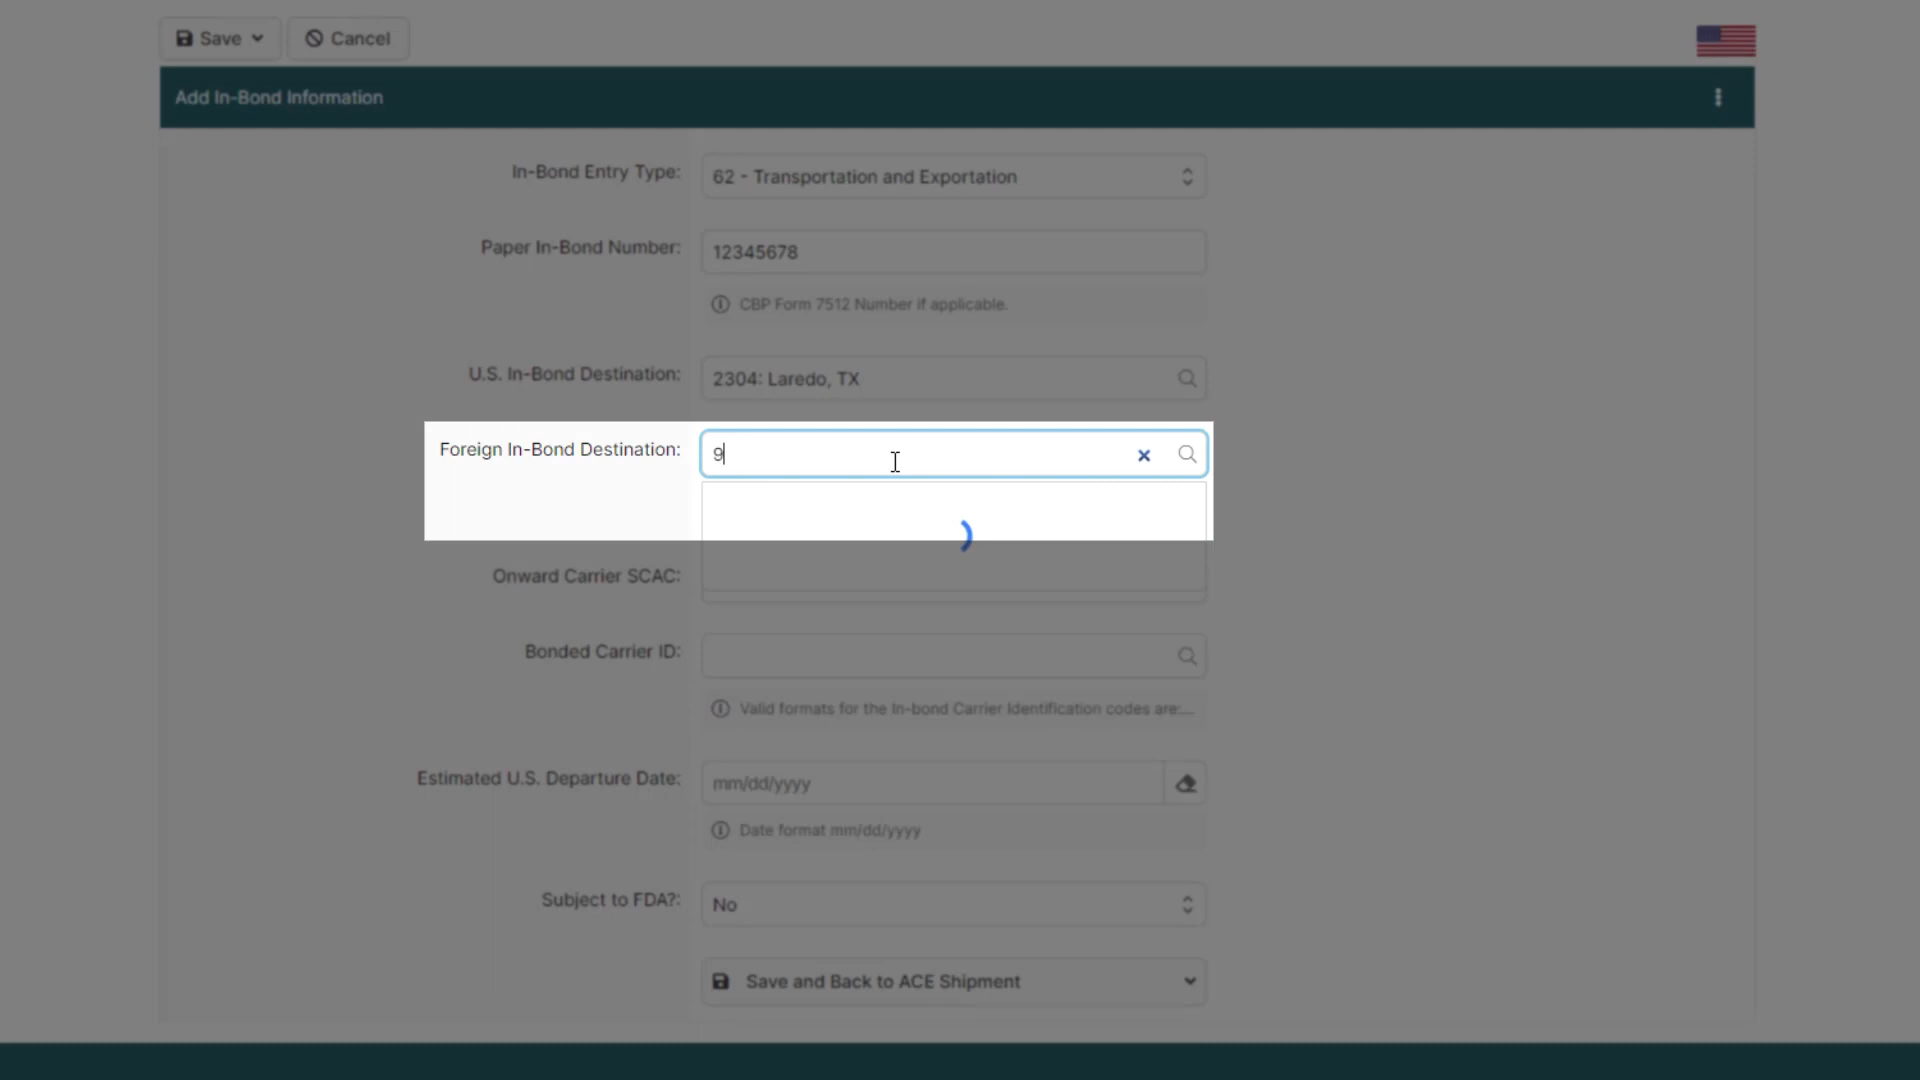 Save
Cancel
Add In-Bond Information
In-Bond Entry Type:
62 - Transportation and Exportation
Paper In-Bond Number:
12345678
CBP Form 7512 Number if applicable.
U.S. In-Bond Destination:
2304: Laredo, TX
Foreign In-Bond Destination:
9
Onward Carrier SCAC:
Bonded Carrier ID:
Valid formats for the In-bond Carrier Identification codes are:...
Estimated U.S. Departure Date:
mm/dd/yyyy
Date format mm/dd/yyyy
Subject to FDA?:
No
Save and Back to ACE Shipment